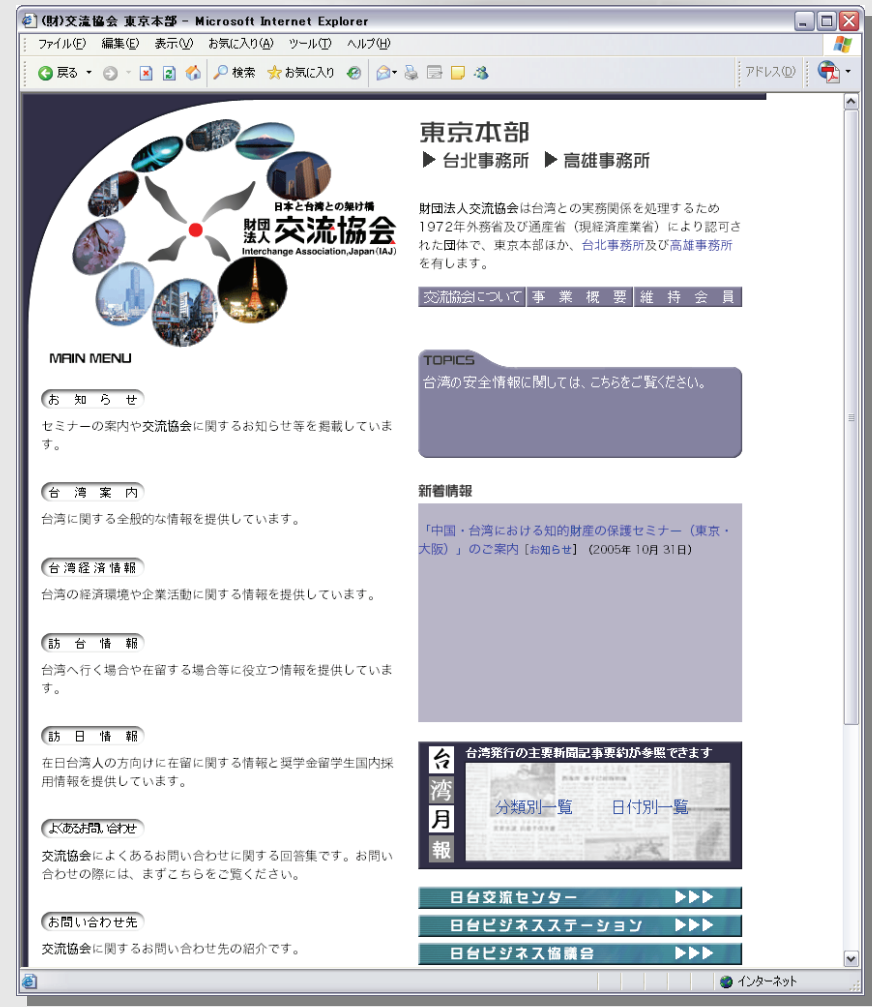 (財)交流協会 東京本部 - Microsoft Internet Explorer
ファイル(F) 編集(E) 表示(V) お気に入り(A) ツール(T) ヘルプ(H)
戻る 検索 お気に入り アドレス(D)
日本と台湾との架け橋
財団法人 交流協会
Interchange Association,Japan(IAJ)
MAIN MENU
お知らせ
セミナーの案内や交流協会に関するお知らせ等を掲載していま
す。
台湾案内
台湾に関する全般的な情報を提供しています。
台湾経済情報
台湾の経済環境や企業活動に関する情報を提供しています。
訪台情報
台湾へ行く場合や在留する場合等に役立つ情報を提供していま
す。
訪日情報
在日台湾人の方向けに在留に関する情報と奨学金留学生国内採
用情報を提供しています。
よくあるお問い合わせ
交流協会によくあるお問い合わせに関する回答集です。お問い
合わせの際には、まずこちらをご覧ください。
お問い合わせ先
交流協会に関するお問い合わせ先の紹介です。
東京本部
▶ 台北事務所 ▶ 高雄事務所
財団法人交流協会は台湾との実務関係を処理するため
1972年外務省及び通産省（現経済産業省）により認可さ
れた団体で、東京本部ほか、台北事務所及び高雄事務所
を有します。
交流協会について 事業概要 維持会員
TOPICS
台湾の安全情報に関しては、こちらをご覧ください。
新着情報
「中国・台湾における知的財産の保護セミナー（東京・
大阪）」のご案内 [お知らせ] (2005年 10月 31日)
台湾月報
台湾発行の主要新聞記事要約が参照できます
分類別一覧 日付別一覧
日台交流センター ▶▶▶
日台ビジネスステーション ▶▶▶
日台ビジネス協議会 ▶▶▶
インターネット